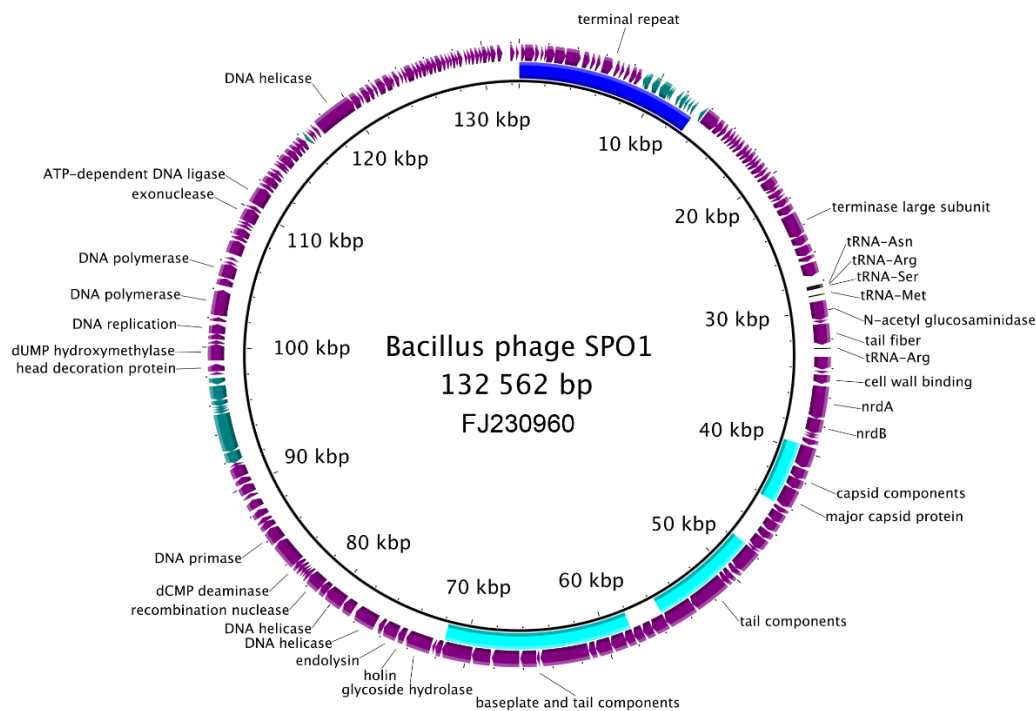 terminal repeat
DNA helicase
130 kbp
10 kbp
120 kbp
ATP-dependent DNA ligase
exonuclease
20 kbp
terminase large subunit
110 kbp
tRNA-Asn
tRNA-Arg
tRNA-Ser
tRNA-Met
DNA polymerase
DNA polymerase
30 kbp
N-acetyl glucosaminidase
DNA replication
tail fiber
dUMP hydroxymethylase
100 kbp
Bacillus phage SPO1
tRNA-Arg
head decoration protein
132 562 bp
cell wall binding
FJ230960
nrdA
40 kbp
nrdB
90 kbp
capsid components
major capsid protein
50 kbp
80 kbp
DNA primase
70 kbp
60 kbp
dCMP deaminase
recombination nuclease
tail components
DNA helicase
DNA helicase
endolysin
holin
glycoside hydrolase
baseplate and tail components